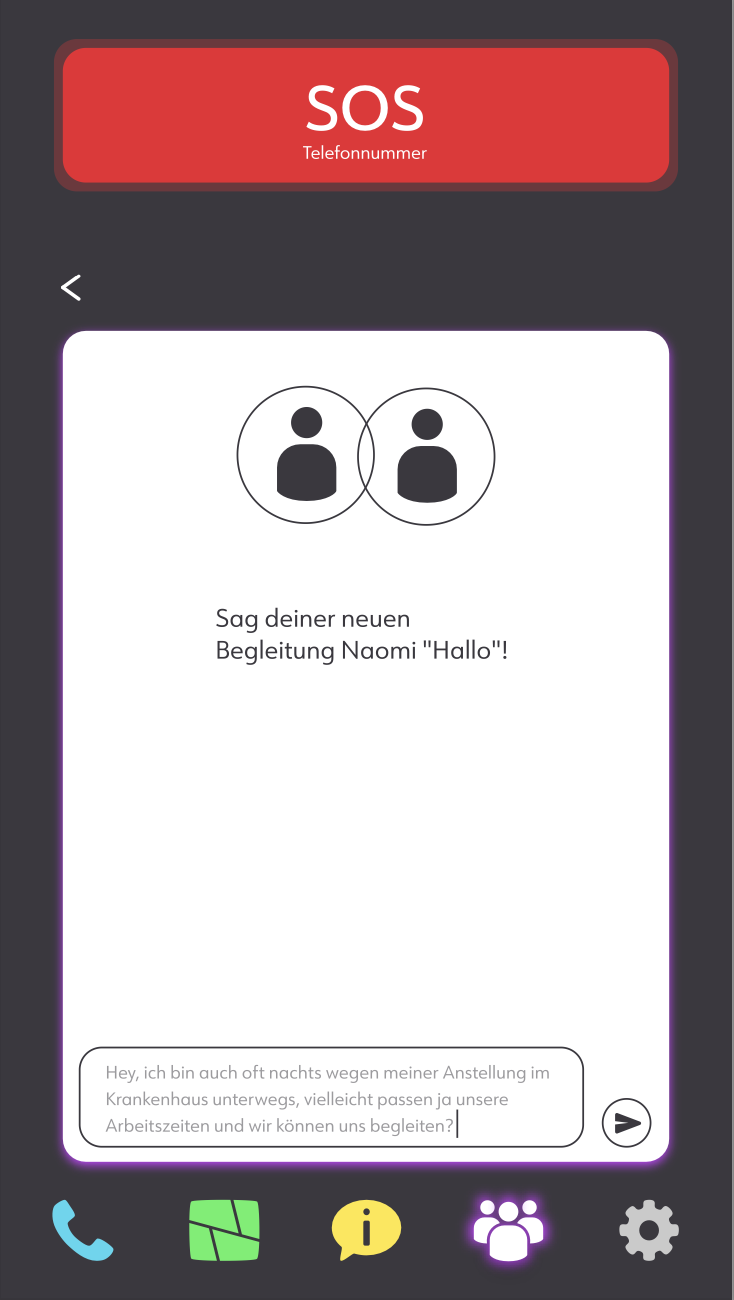 SOS
Telefonnummer
Sag deiner neuen
Begleitung Naomi "Hallo"!
Hey, ich bin auch oft nachts wegen meiner Anstellung im
Krankenhaus unterwegs, vielleicht passen ja unsere
Arbeitszeiten und wir können uns begleiten?